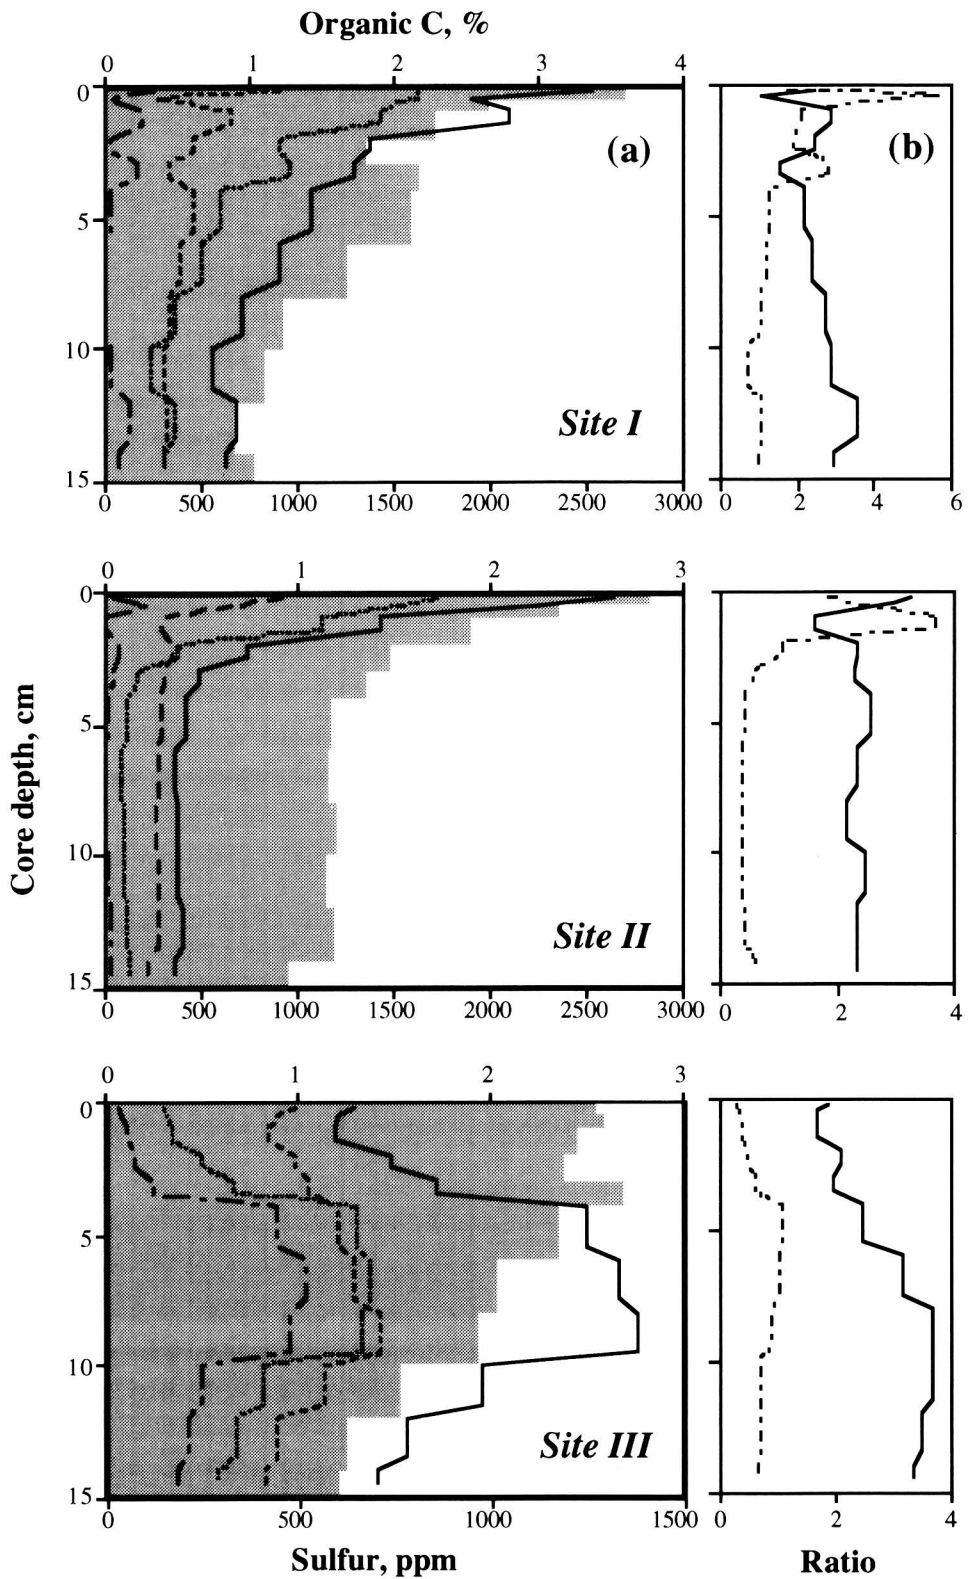 Organic C, %
0 1 2 3 4
0
5
10
15
(a)
Site I
0 500 1000 1500 2000 2500 3000
(b)
0 2 4 6
0 1 2 3
0
5
10
15
Site II
0 500 1000 1500 2000 2500 3000
0 2 4
Core depth, cm
0 1 2 3
0
5
10
15
Site III
0 500 1000 1500
0 2 4
Sulfur, ppm
Ratio